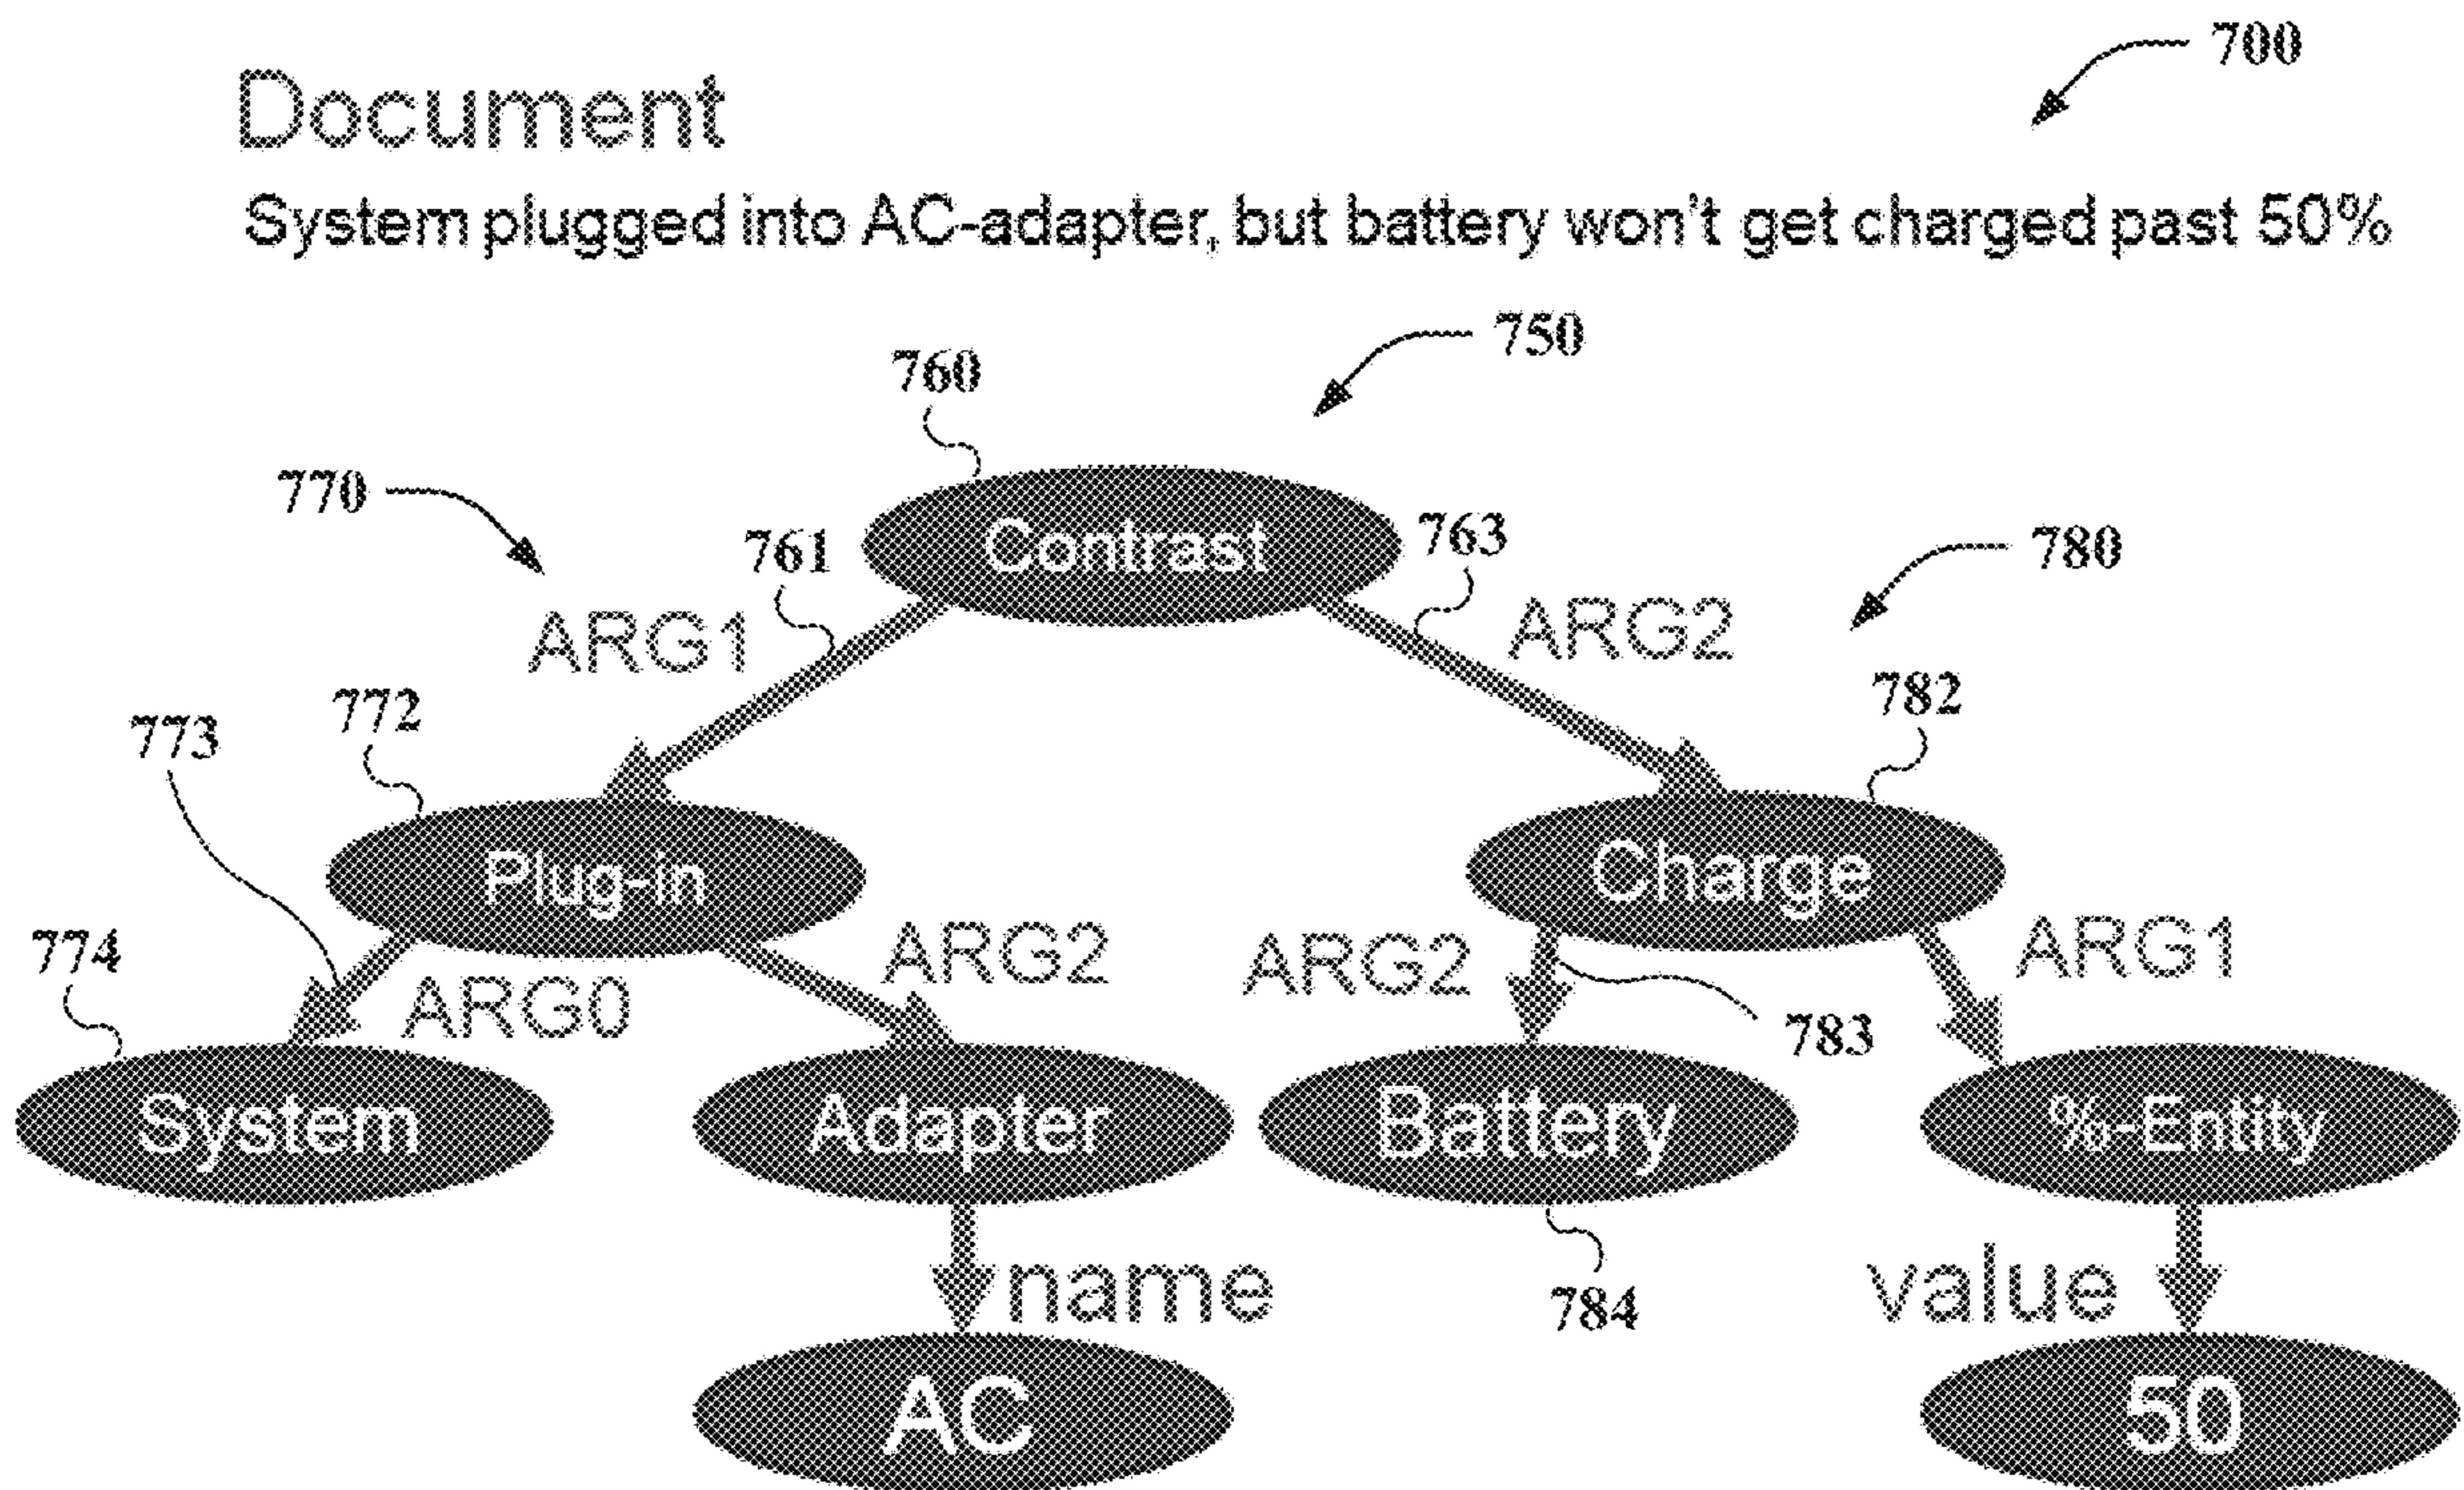 700
Document
System plugged into AC-adapter, but battery won't get charged past 50%
750
760
770
761
Contrast
763
780
ARG1
ARG2
773
772
782
Plug-in
Charge
774
ARG0
ARG2
ARG2
ARG1
783
System
Adapter
Battery
%-Entity
name
784
value
AC
50